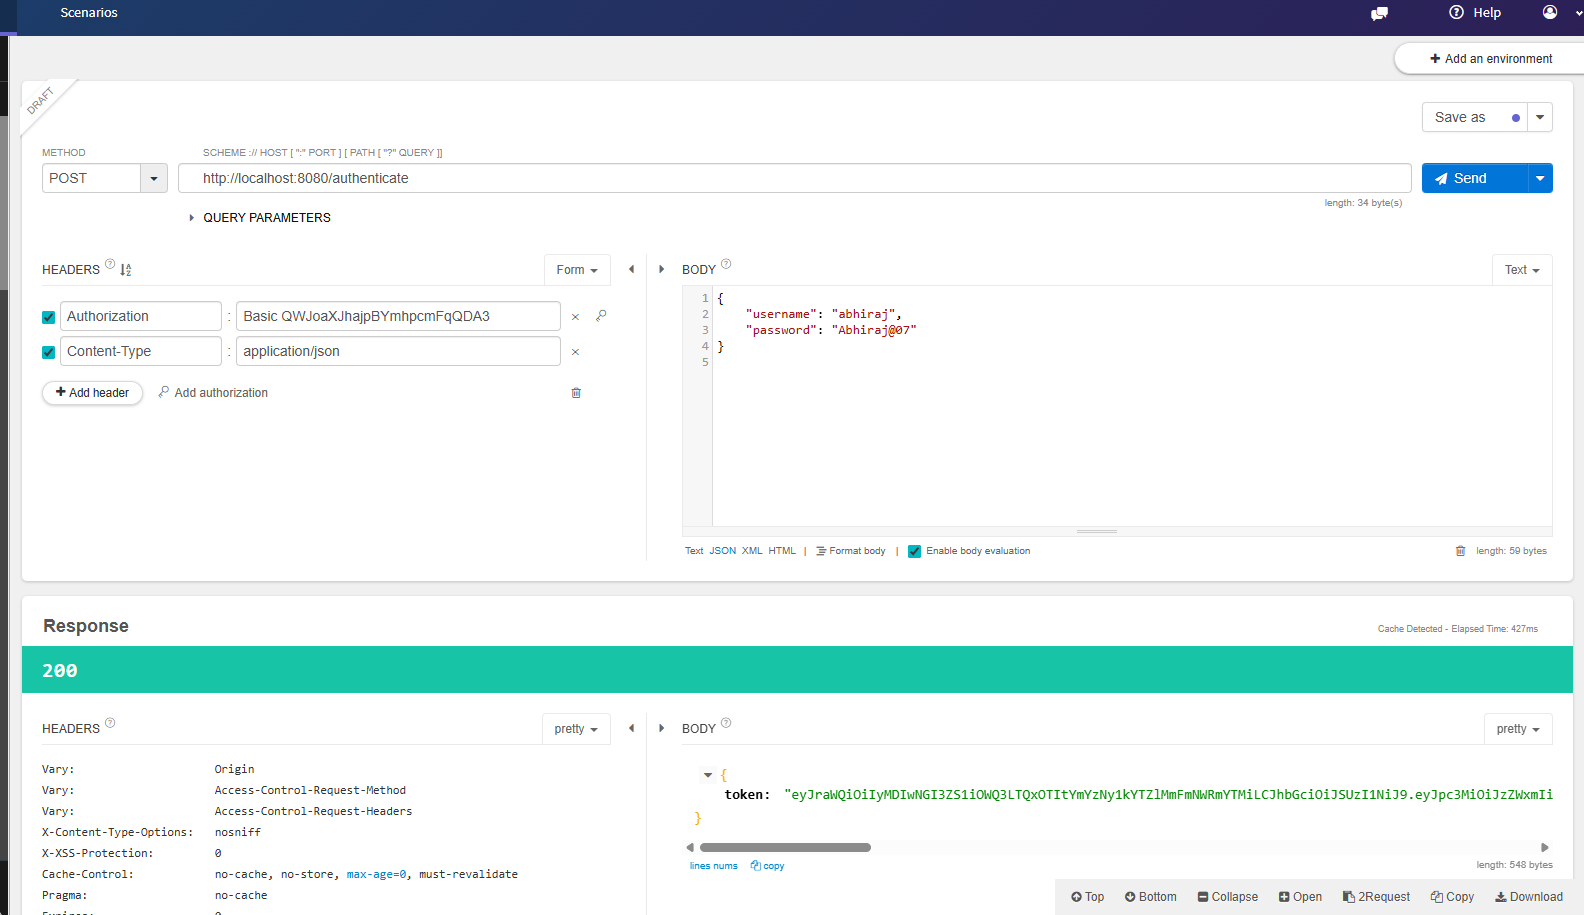 Scenarios
Help
Add an environment
DRAFT
Save as
METHOD
SCHEME :// HOST [ ":" PORT ] [ PATH [ "?" QUERY ]]
POST
http://localhost:8080/authenticate
Send
length: 34 byte(s)
QUERY PARAMETERS
HEADERS
Form
BODY
Text
Authorization : Basic QWJoaXJhajpBYmhpcmFqQDA3
Content-Type : application/json
Add header
Add authorization
1 {
2 "username": "abhiraj",
3 "password": "Abhiraj@07"
4 }
5
Text JSON XML HTML | Format body | Enable body evaluation
length: 59 bytes
Response
Cache Detected - Elapsed Time: 427ms
200
HEADERS
pretty
BODY
pretty
Vary: Origin
Vary: Access-Control-Request-Method
Vary: Access-Control-Request-Headers
X-Content-Type-Options: nosniff
X-XSS-Protection: 0
Cache-Control: no-cache, no-store, max-age=0, must-revalidate
Pragma: no-cache
{
token: "eyJraWQiOiIyMDIwNGI3ZS1iOWQ3LTQxOTItYmYzNy1kYTZlMmFmNWRmYTMiLCJhbGciOiJSUzI1NiJ9.eyJpc3MiOiJzZWxmIi
}
lines nums
copy
length: 548 bytes
Top
Bottom
Collapse
Open
2Request
Copy
Download